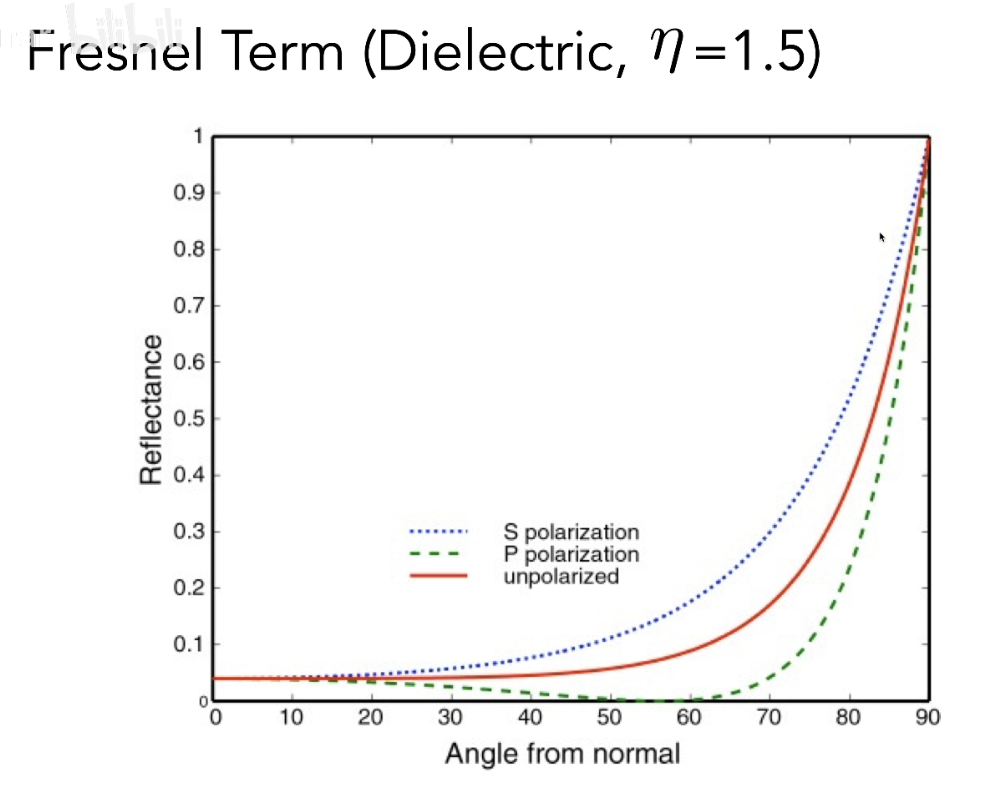 bilibili
Fresnel Term (Dielectric, η=1.5)
1
0.9
0.8
0.7
0.6
0.5
0.4
0.3
0.2
0.1
0
Reflectance
S polarization
P polarization
unpolarized
0 10 20 30 40 50 60 70 80 90
Angle from normal